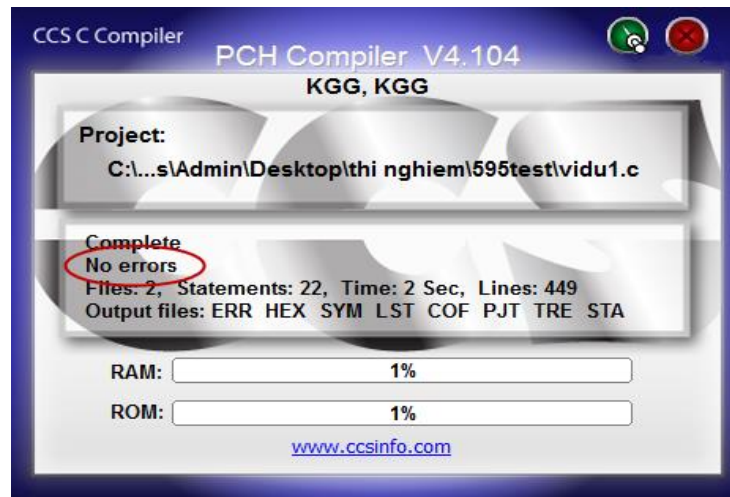 CCS C Compiler
PCH Compiler V4.104
KGG, KGG
Project:
C:\...s\Admin\Desktop\thi nghiem\595test\vidu1.c
Complete
No errors
Files: 2, Statements: 22, Time: 2 Sec, Lines: 449
Output files: ERR HEX SYM LST COF PJT TRE STA
RAM: 1%
ROM: 1%
www.ccsinfo.com